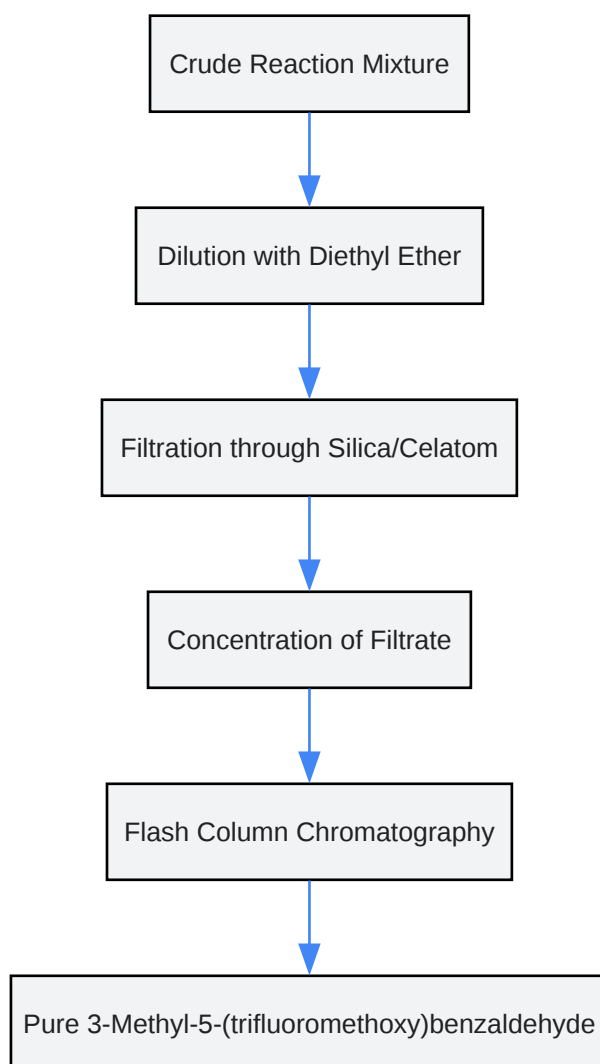 Crude Reaction Mixture
Dilution with Diethyl Ether
Filtration through Silica/Celatom
Concentration of Filtrate
Flash Column Chromatography
Pure 3-Methyl-5-(trifluoromethoxy)benzaldehyde